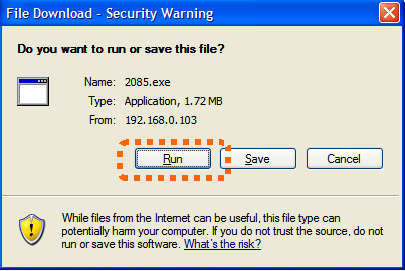 File Download - Security Warning
Do you want to run or save this file?
Name: 2085.exe
Type: Application, 1.72 MB
From: 192.168.0.103
Run Save Cancel
While files from the Internet can be useful, this file type can
potentially harm your computer. If you do not trust the source, do not
run or save this software. What's the risk?